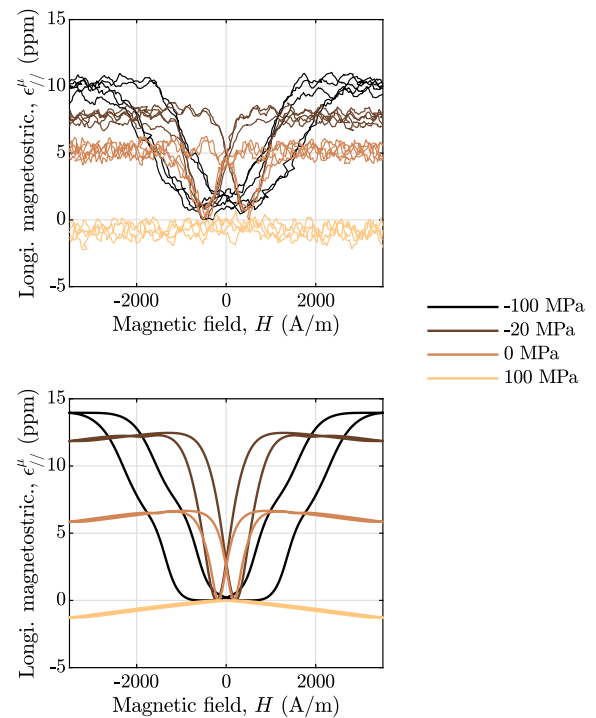 15
10
5
0
-5
Longi. magnetostric., ϵ^μ_// (ppm)
-2000 0 2000
Magnetic field, H (A/m)
-100 MPa
-20 MPa
0 MPa
100 MPa
15
10
5
0
-5
Longi. magnetostric., ϵ^μ_// (ppm)
-2000 0 2000
Magnetic field, H (A/m)